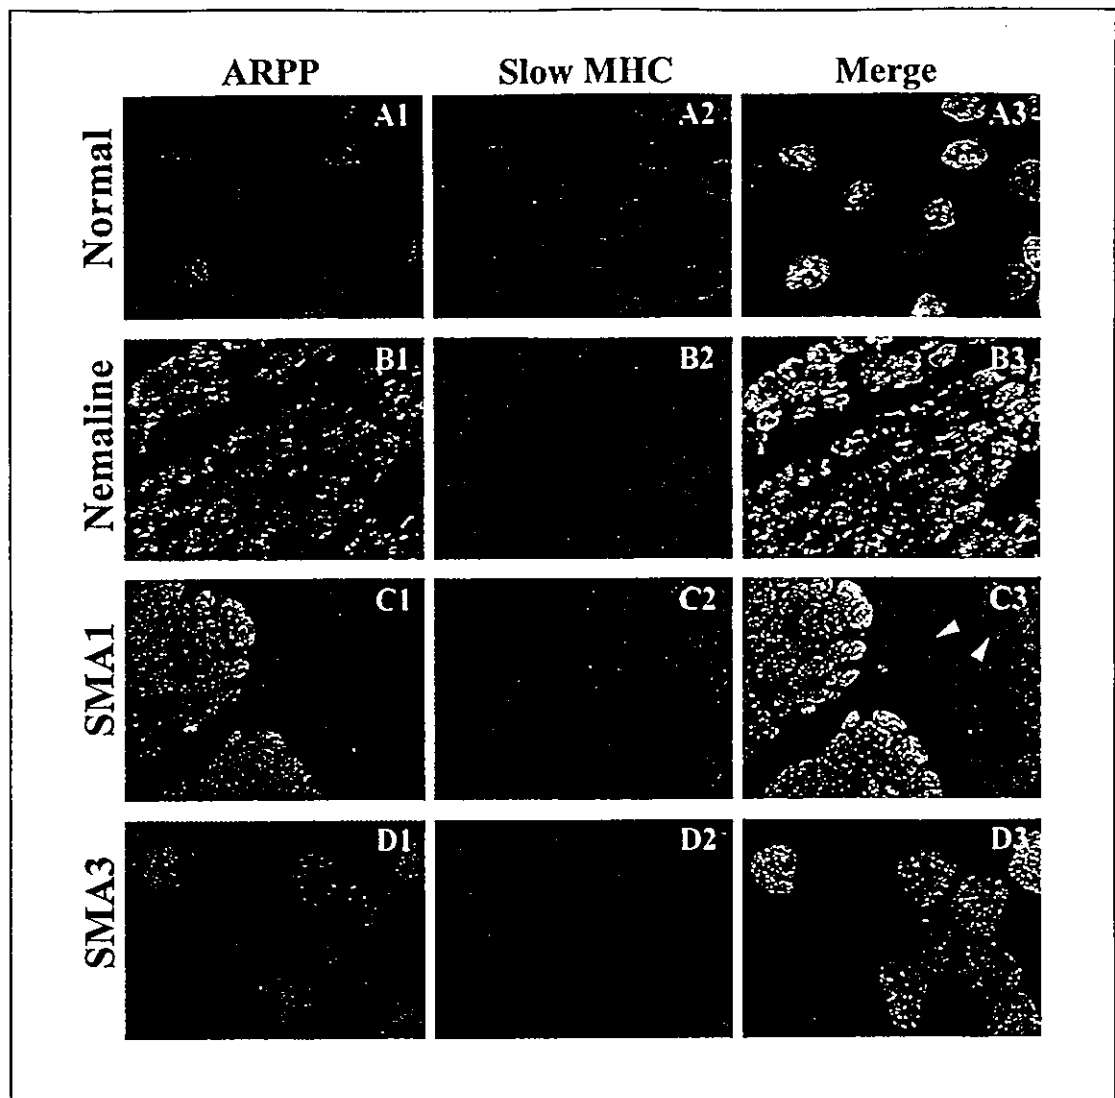 ARPP Slow MHC Merge
Normal
A1 A2 A3
Nemaline
B1 B2 B3
SMA1
C1 C2 C3
SMA3
D1 D2 D3